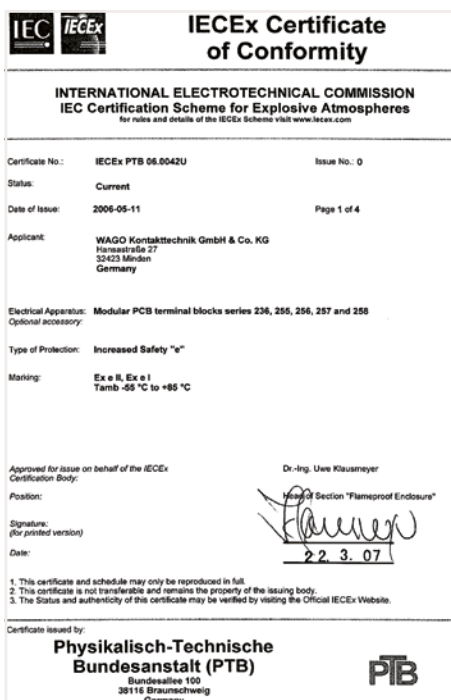 IEC IECEx
IECEx Certificate
of Conformity
INTERNATIONAL ELECTROTECHNICAL COMMISSION
IEC Certification Scheme for Explosive Atmospheres
for rules and details of the IECEx Scheme visit www.iecex.com
Certificate No.: IECEx PTB 06.0042U Issue No.: 0
Status: Current
Date of Issue: 2006-05-11 Page 1 of 4
Applicant: WAGO Kontakttechnik GmbH & Co. KG
Hansastraße 27
32423 Minden
Germany
Electrical Apparatus: Modular PCB terminal blocks series 236, 255, 256, 257 and 258
Optional accessory:
Type of Protection: Increased Safety "e"
Marking: Ex e II, Ex e I
Tamb -55 °C to +85 °C
Approved for issue on behalf of the IECEx Dr.-Ing. Uwe Klausmeyer
Certification Body:
Position: Head of Section "Flameproof Enclosure"
Signature:
(for printed version)
Date: 22. 3. 07
1. This certificate and schedule may only be reproduced in full.
2. This certificate is not transferable and remains the property of the issuing body.
3. The Status and authenticity of this certificate may be verified by visiting the Official IECEx Website.
Certificate issued by:
Physikalisch-Technische
Bundesanstalt (PTB)
Bundesallee 100
38116 Braunschweig
Germany
PTB